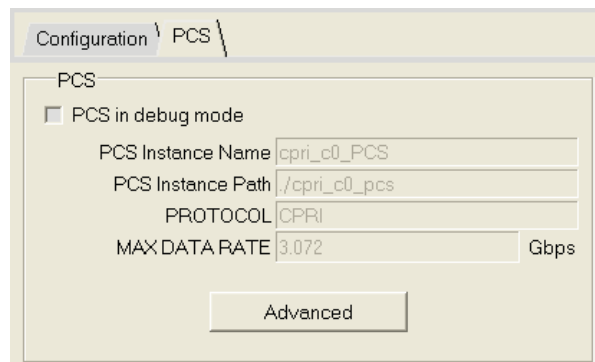 Configuration PCS
PCS
PCS in debug mode
PCS Instance Name cpri_c0_PCS
PCS Instance Path ./cpri_c0_pcs
PROTOCOL CPRI
MAX DATA RATE 3.072 Gbps
Advanced